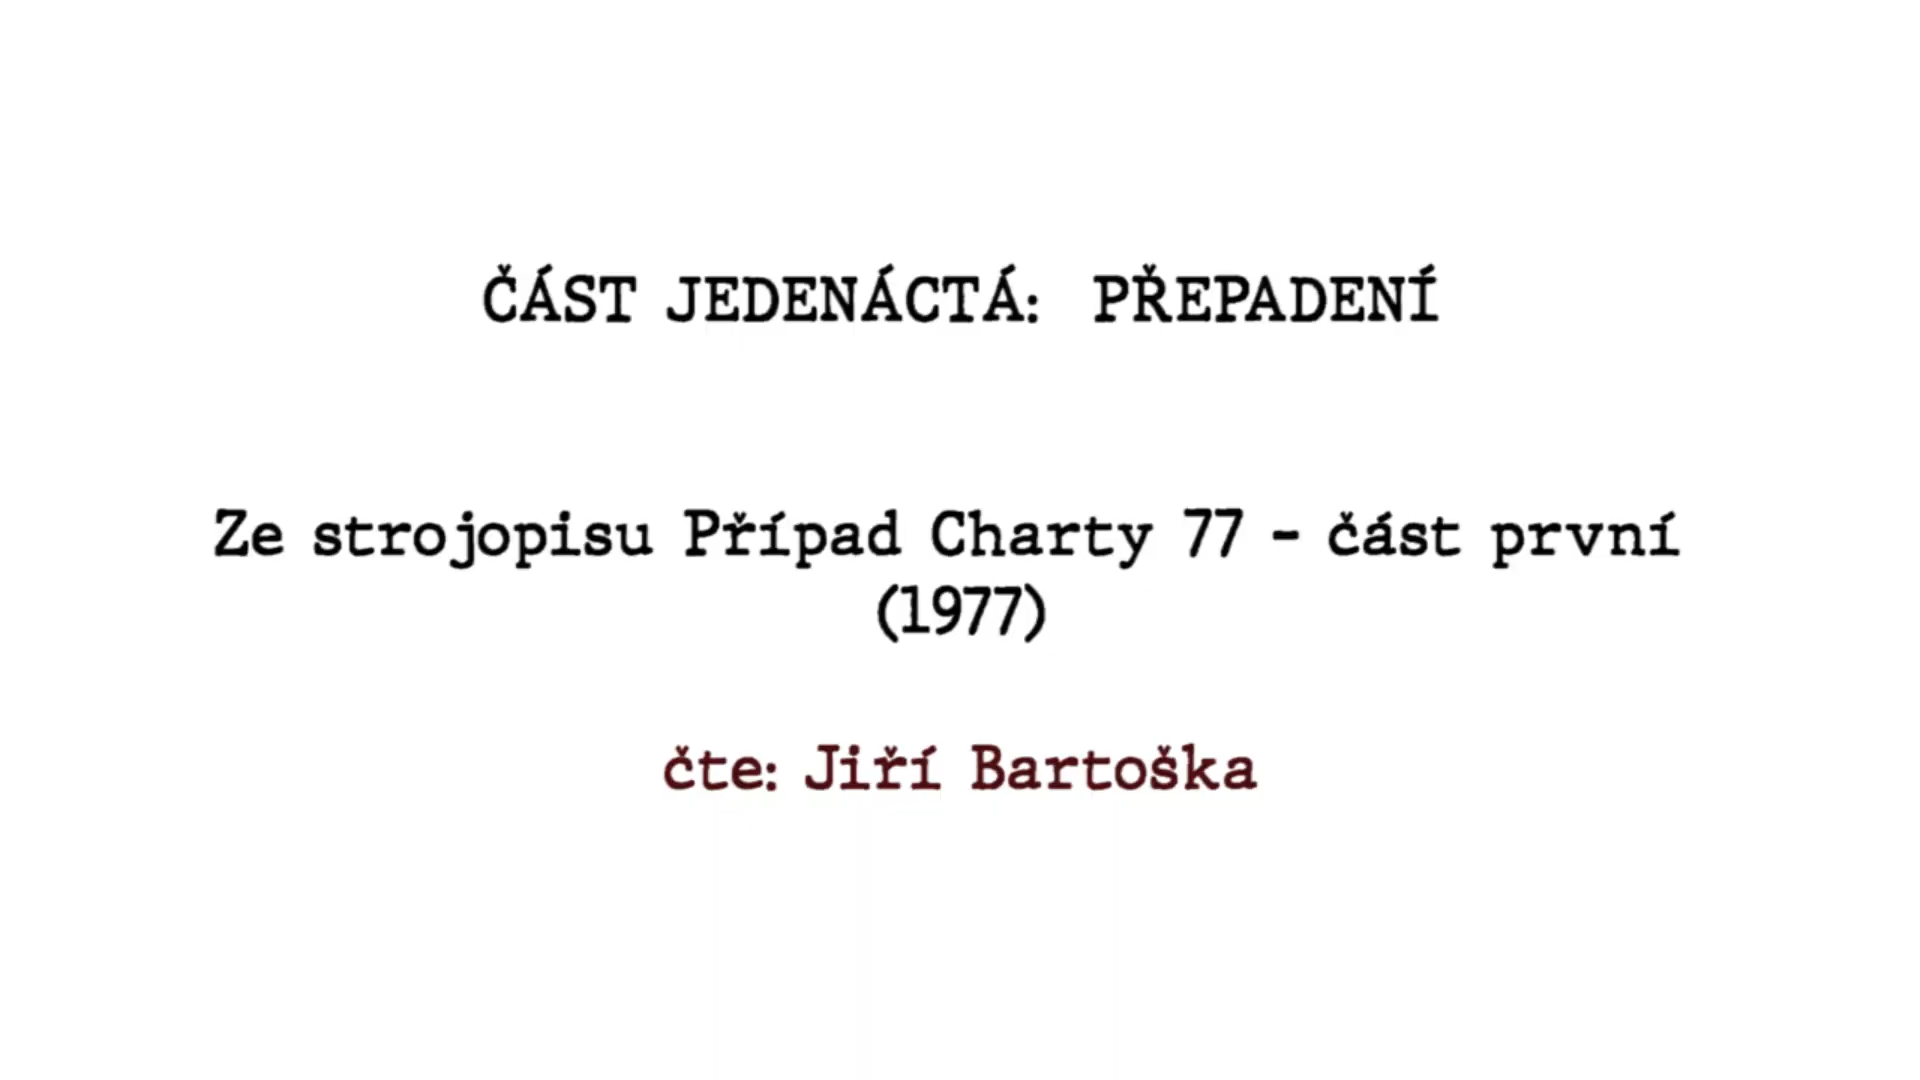 ČÁST JEDENÁCTÁ: PŘEPADENÍ
Ze strojopisu Případ Charty 77 - část první
(1977)
čte: Jiří Bartoška